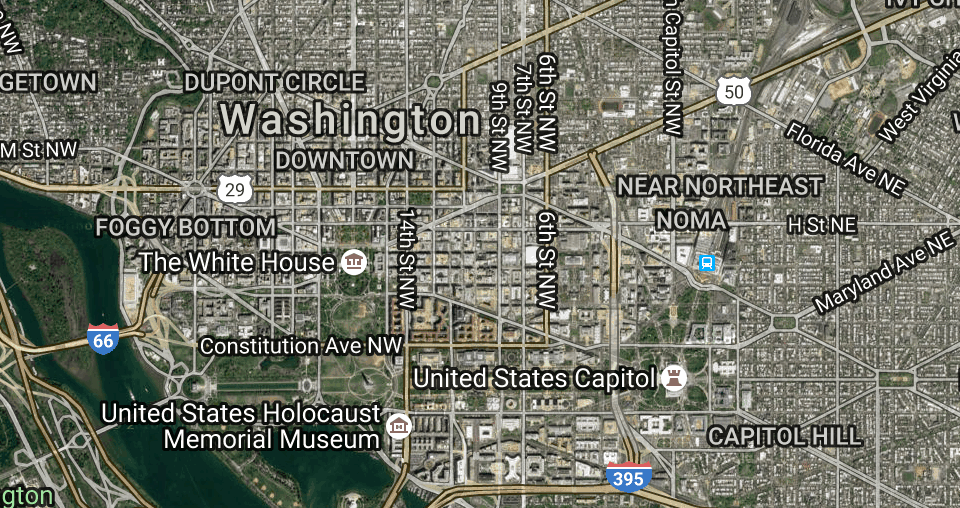 NW
GETOWN
DUPONT CIRCLE
Washington
9th St NW
7th St NW
6th St NW
n Capitol St NW
50
West Virginia
Florida Ave NE
M St NW
DOWNTOWN
29
NEAR NORTHEAST
NOMA
H St NE
FOGGY BOTTOM
14th St NW
6th St NW
The White House
Maryland Ave NE
66
Constitution Ave NW
United States Capitol
United States Holocaust
Memorial Museum
CAPITOL HILL
395
gton